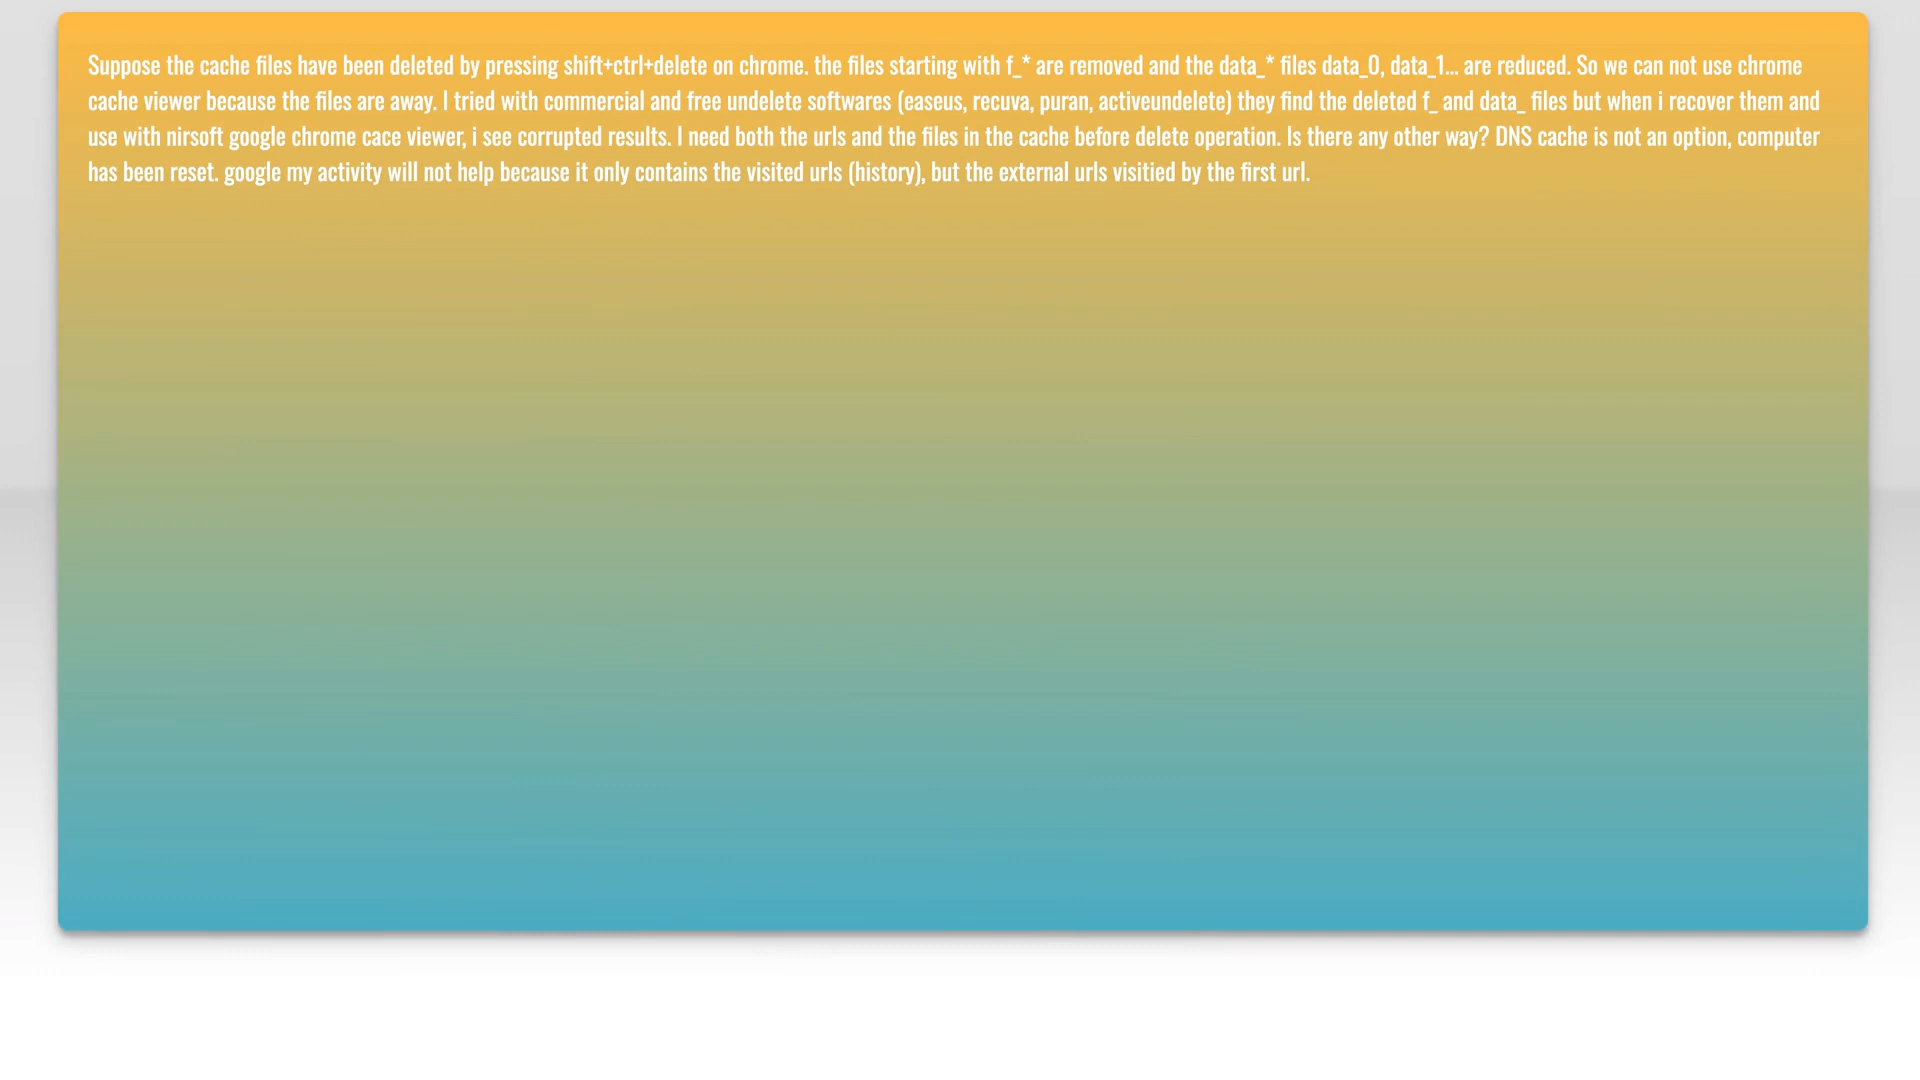 Suppose the cache files have been deleted by pressing shift+ctrl+delete on chrome. the files starting with f_* are removed and the data_* files data_0, data_1... are reduced. So we can not use chrome
cache viewer because the files are away. I tried with commercial and free undelete softwares (easeus, recuva, puran, activeundelete) they find the deleted f_ and data_ files but when i recover them and
use with nirsoft google chrome cace viewer, i see corrupted results. I need both the urls and the files in the cache before delete operation. Is there any other way? DNS cache is not an option, computer
has been reset. google my activity will not help because it only contains the visited urls (history), but the external urls visitied by the first url.